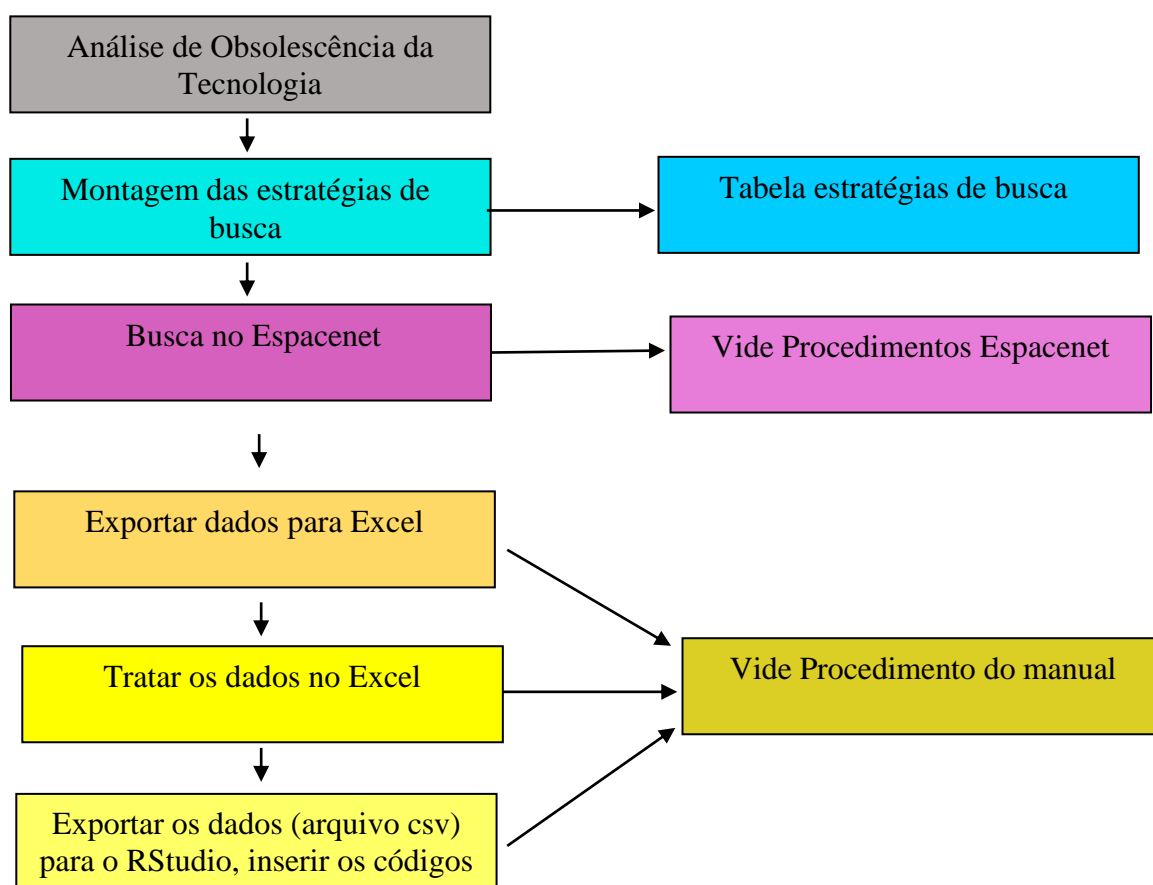 Análise de Obsolescência da
Tecnologia
Montagem das estratégias de
busca
Tabela estratégias de busca
Busca no Espacenet
Vide Procedimentos Espacenet
Exportar dados para Excel
Tratar os dados no Excel
Vide Procedimento do manual
Exportar os dados (arquivo csv)
para o RStudio, inserir os códigos